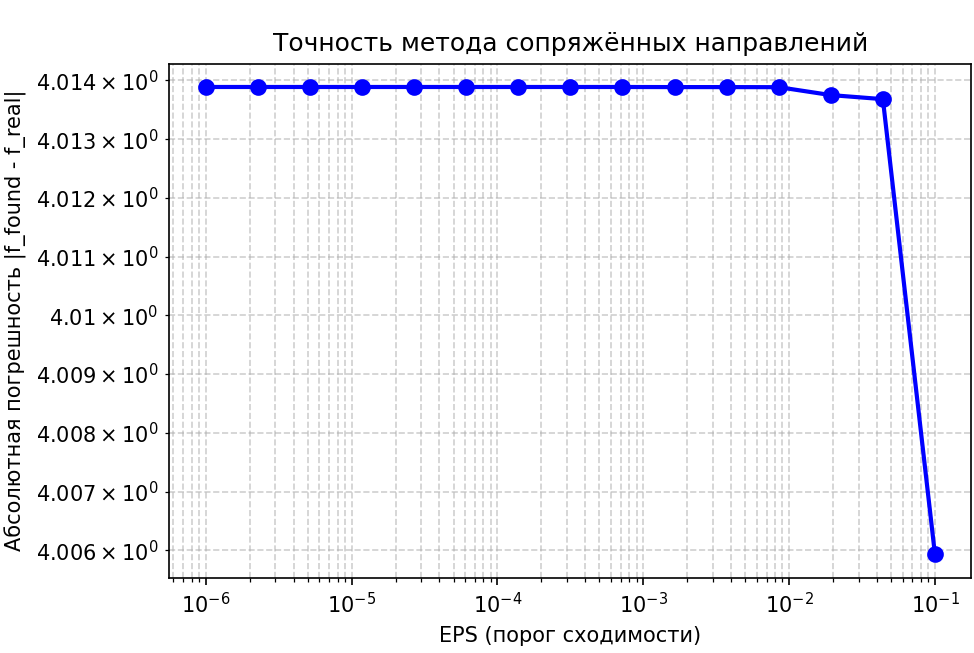 Точность метода сопряжённых направлений
Абсолютная погрешность |f_found - f_real|
4.014 × 10⁰
4.013 × 10⁰
4.012 × 10⁰
4.011 × 10⁰
4.01 × 10⁰
4.009 × 10⁰
4.008 × 10⁰
4.007 × 10⁰
4.006 × 10⁰
10⁻⁶ 10⁻⁵ 10⁻⁴ 10⁻³ 10⁻² 10⁻¹
EPS (порог сходимости)